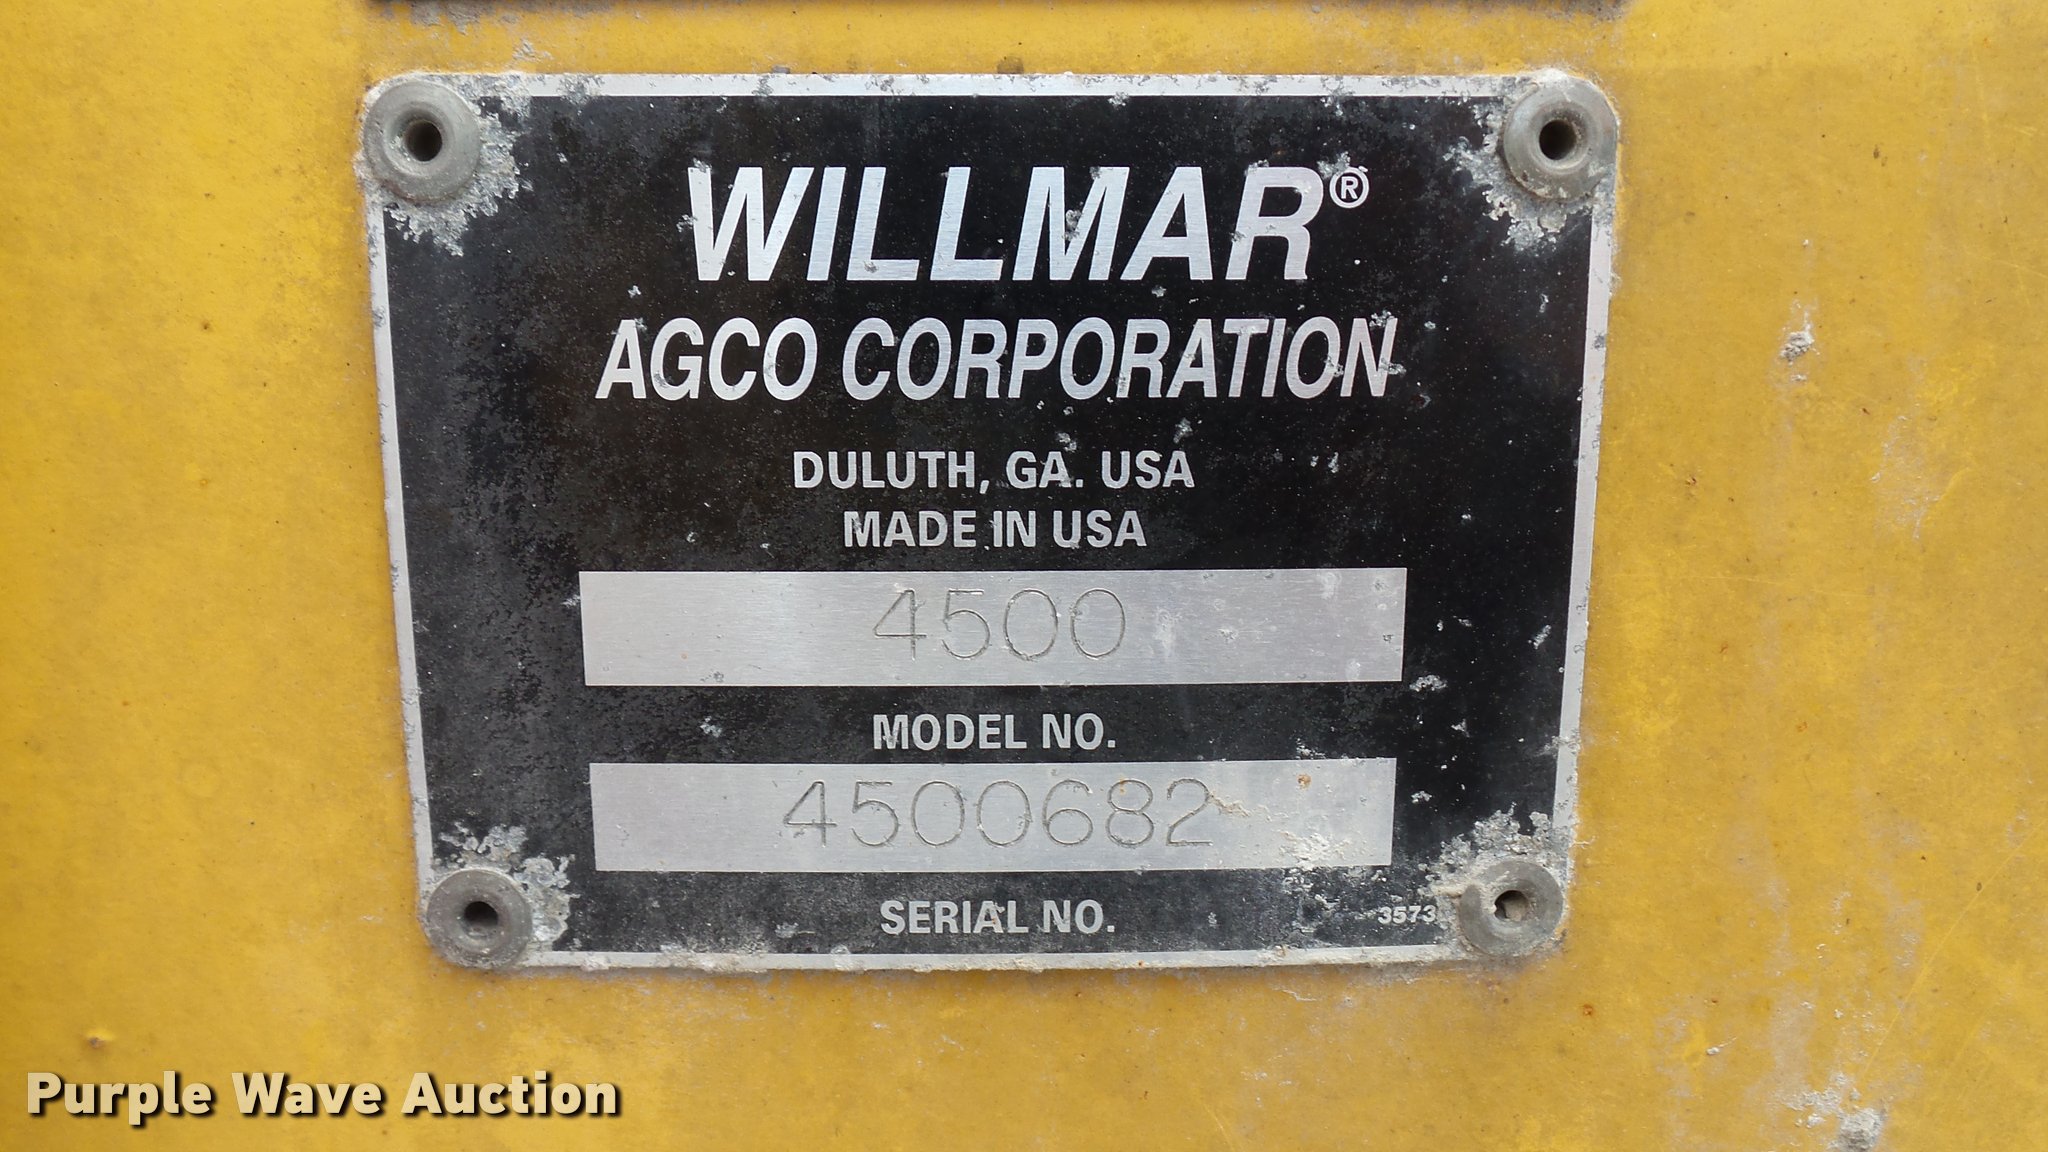 WILLMAR®
AGCO CORPORATION
DULUTH, GA. USA
MADE IN USA
4500
MODEL NO.
4500682
SERIAL NO.
3573
Purple Wave Auction